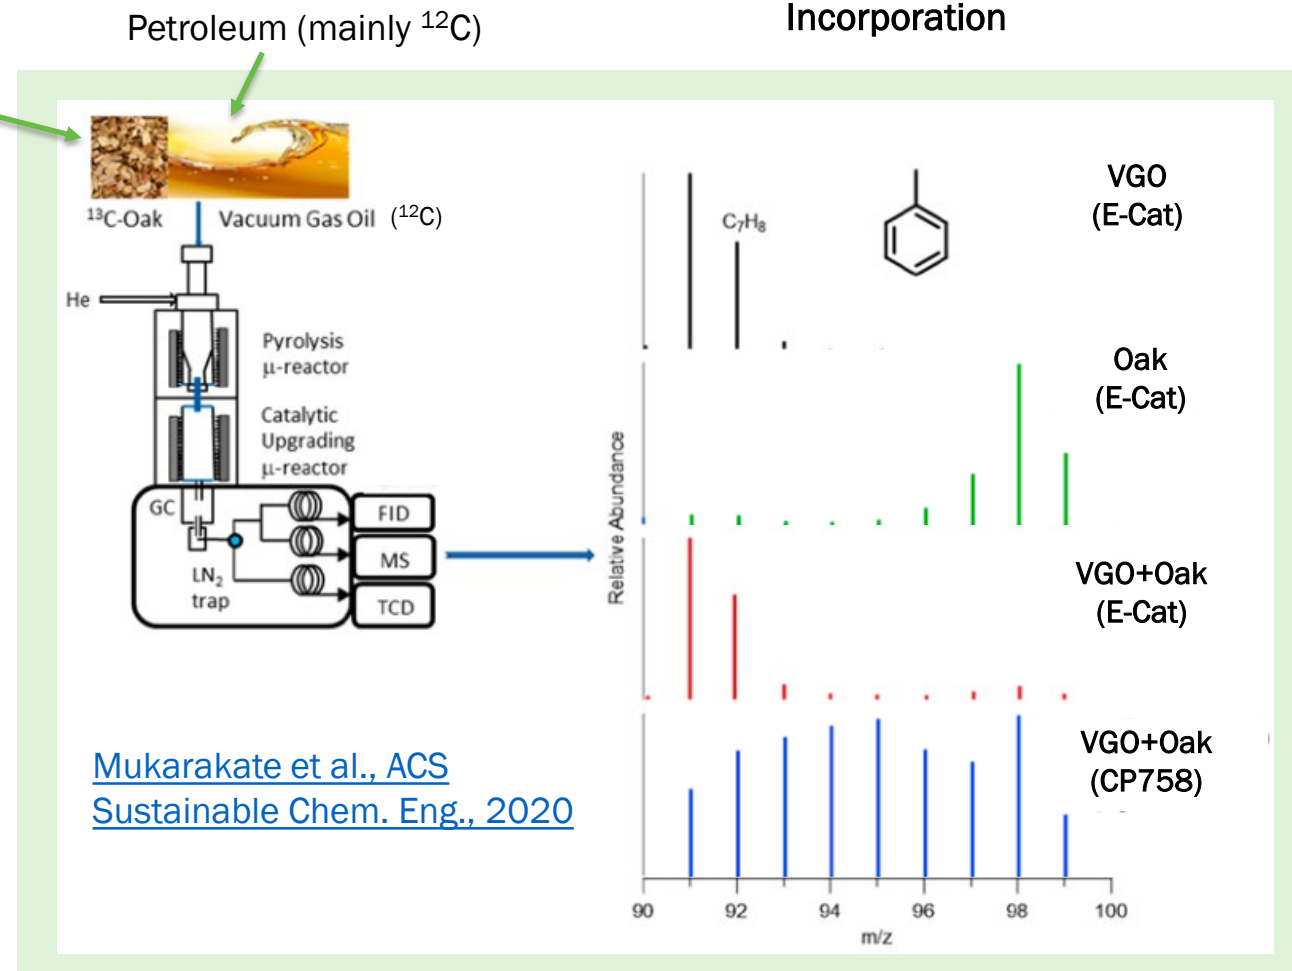 Petroleum (mainly ¹²C)
Incorporation
¹³C-Oak
Vacuum Gas Oil (¹²C)
He
Pyrolysis
μ-reactor
Catalytic
Upgrading
μ-reactor
GC
LN₂
trap
FID
MS
TCD
Mukarakate et al., ACS
Sustainable Chem. Eng., 2020
Relative Abundance
C₇H₈
VGO
(E-Cat)
Oak
(E-Cat)
VGO+Oak
(E-Cat)
VGO+Oak
(CP758)
90
92
94
96
98
100
m/z